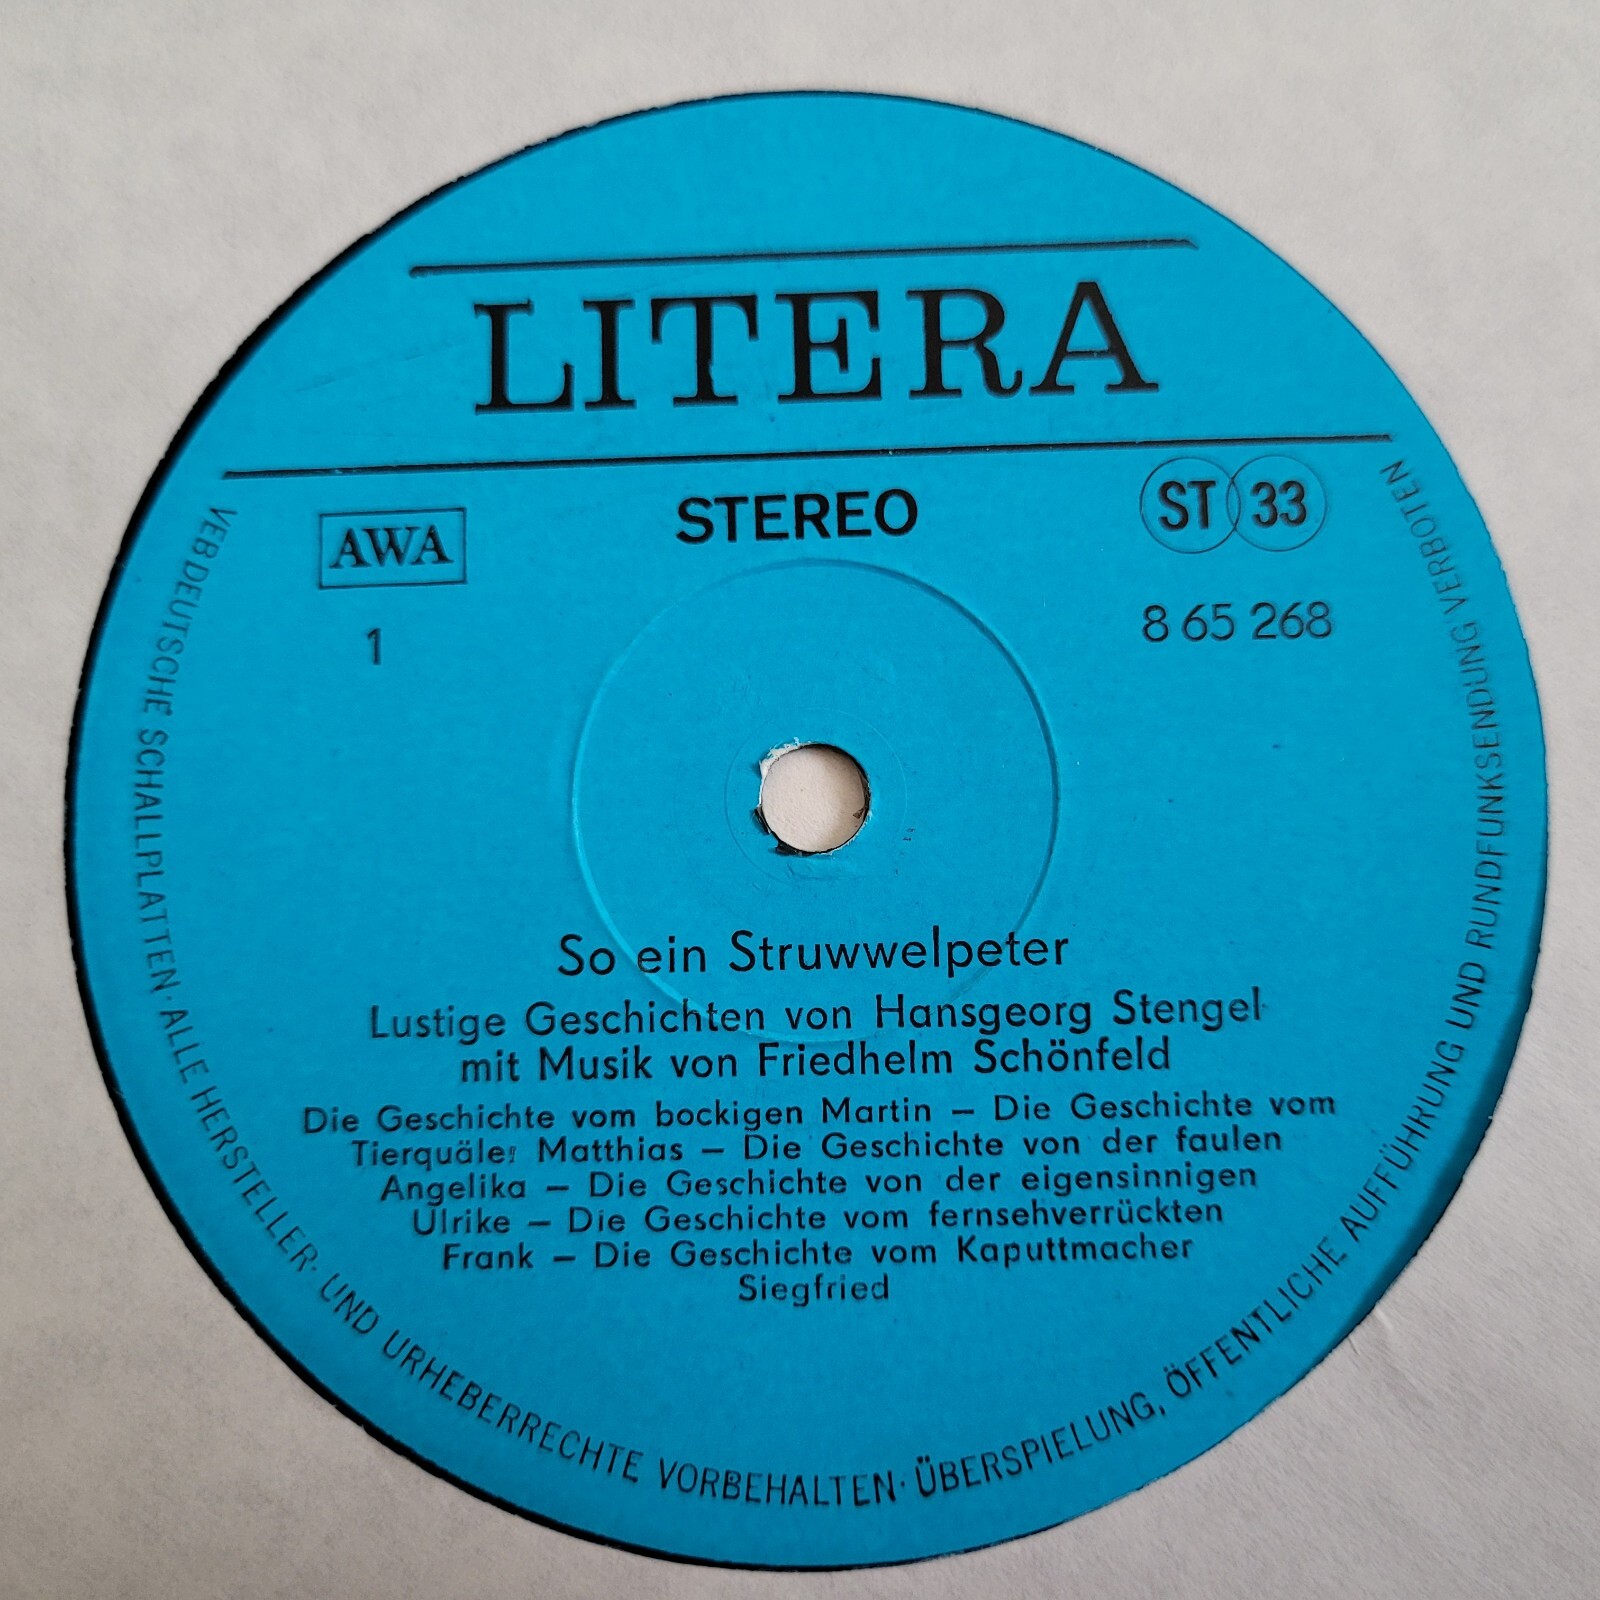 LITERA
AWA
STEREO
ST 33
1
8 65 268
So ein Struwwelpeter
Lustige Geschichten von Hansgeorg Stengel
mit Musik von Friedhelm Schönfeld
Die Geschichte vom bockigen Martin – Die Geschichte vom
Tierquäler Matthias – Die Geschichte von der faulen
Angelika – Die Geschichte von der eigensinnigen
Ulrike – Die Geschichte vom fernsehverrückten
Frank – Die Geschichte vom Kaputtmacher
Siegfried
VEB DEUTSCHE SCHALLPLATTEN · ALLE HERSTELLER- UND URHEBERRECHTE VORBEHALTEN · ÜBERSPIELUNG, ÖFFENTLICHE AUFFÜHRUNG UND RUNDFUNKSENDUNG VERBOTEN